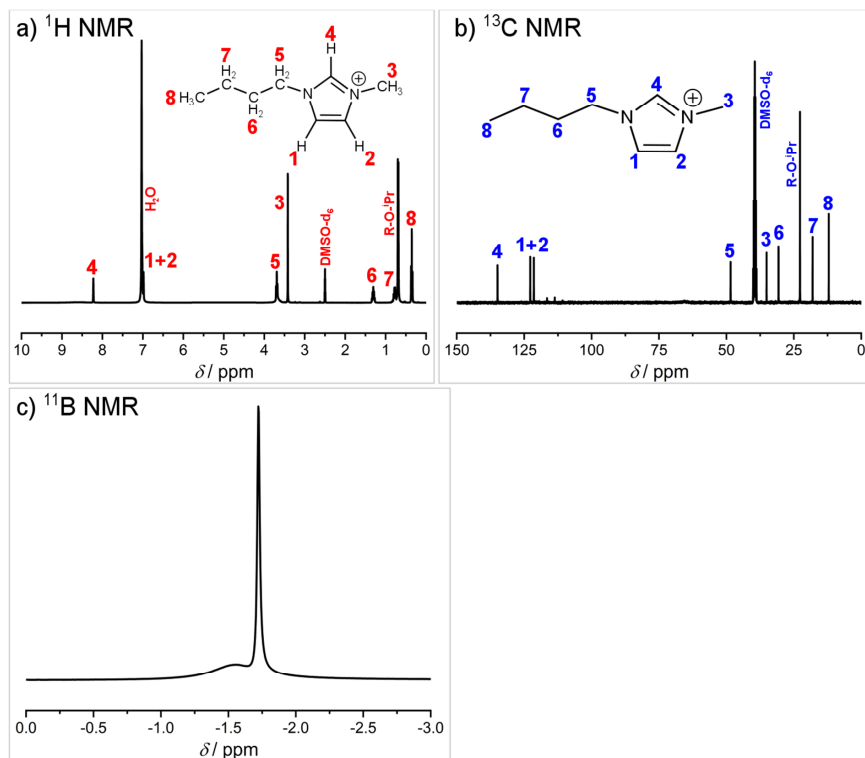 a) ¹H NMR
4
H
7
H₂
C
5
H₂
C
3
8
H₃C
C
H₂
6
N
N
⊕
CH₃
H
H
1
2
H₂O
4
1+2
5
3
DMSO-d₆
6
7
R-O-ⁱPr
8
10 9 8 7 6 5 4 3 2 1 0
δ / ppm
b) ¹³C NMR
7
5
4
3
8
6
N
N
⊕
1
2
4
1+2
5
DMSO-d₆
3
6
R-O-ⁱPr
7
8
150 125 100 75 50 25 0
δ / ppm
c) ¹¹B NMR
0.0 -0.5 -1.0 -1.5 -2.0 -2.5 -3.0
δ / ppm